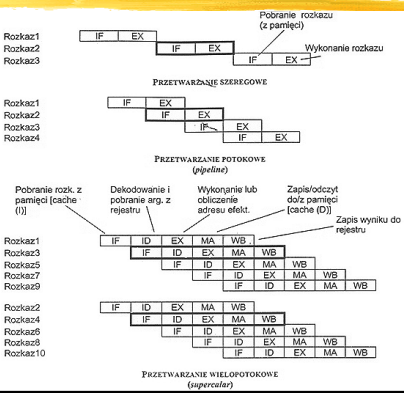 Pobranie rozkazu
(z pamięci)
Rozkaz1 IF EX
Rozkaz2 IF EX
Rozkaz3 IF EX
Wykonanie rozkazu
PRZETWARZANIE SZEREGOWE
Rozkaz1 IF EX
Rozkaz2 IF EX
Rozkaz3 IF EX
Rozkaz4 IF EX
PRZETWARZANIE POTOKOWE
(pipeline)
Pobranie rozk. z
pamięci [cache
(I)]
Dekodowanie i
pobranie arg. z
rejestru
Wykonanie lub
obliczenie
adresu efekt.
Zapis/odczyt
do/z pamięci
[cache (D)]
Zapis wyniku do
rejestru
Rozkaz1 IF ID EX MA WB
Rozkaz3 IF ID EX MA WB
Rozkaz5 IF ID EX MA WB
Rozkaz7 IF ID EX MA WB
Rozkaz9 IF ID EX MA WB
Rozkaz2 IF ID EX MA WB
Rozkaz4 IF ID EX MA WB
Rozkaz6 IF ID EX MA WB
Rozkaz8 IF ID EX MA WB
Rozkaz10 IF ID EX MA WB
PRZETWARZANIE WIELOPOTOKOWE
(supercalar)